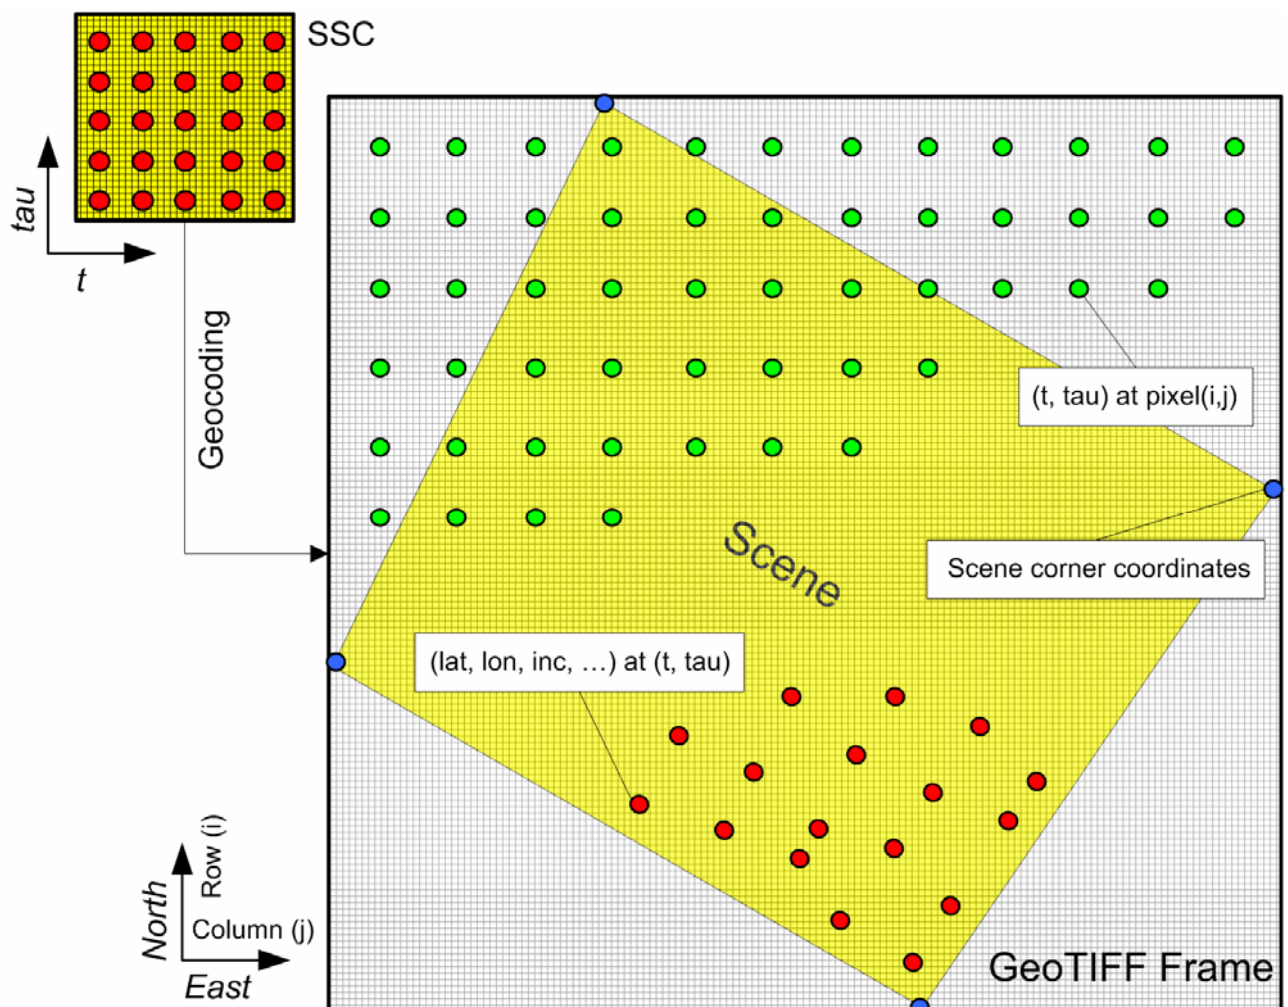 SSC
tau
t
Geocoding
(t, tau) at pixel(i,j)
Scene
Scene corner coordinates
(lat, lon, inc, …) at (t, tau)
North
Row (i)
Column (j)
East
GeoTIFF Frame